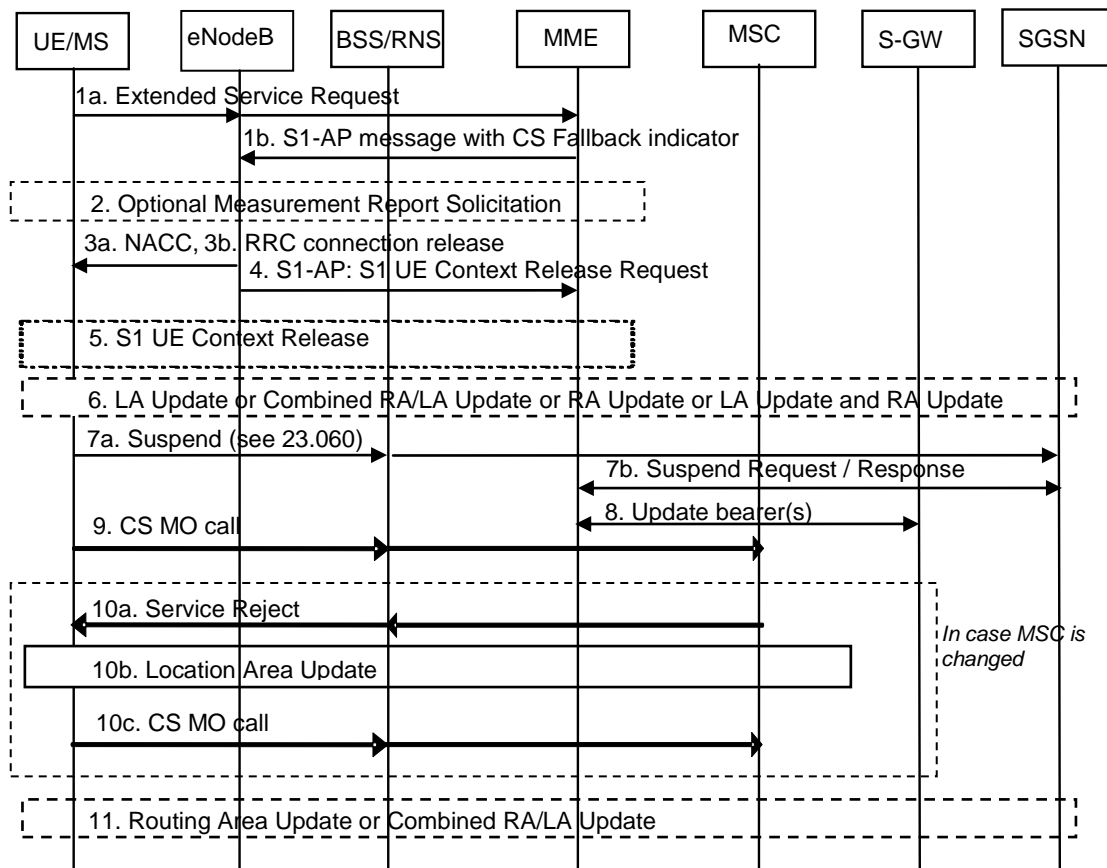 UE/MS
eNodeB
BSS/RNS
MME
MSC
S-GW
SGSN
1a. Extended Service Request
1b. S1-AP message with CS Fallback indicator
2. Optional Measurement Report Solicitation
3a. NACC, 3b. RRC connection release
4. S1-AP: S1 UE Context Release Request
5. S1 UE Context Release
6. LA Update or Combined RA/LA Update or RA Update or LA Update and RA Update
7a. Suspend (see 23.060)
7b. Suspend Request / Response
8. Update bearer(s)
9. CS MO call
10a. Service Reject
In case MSC is
changed
10b. Location Area Update
10c. CS MO call
11. Routing Area Update or Combined RA/LA Update